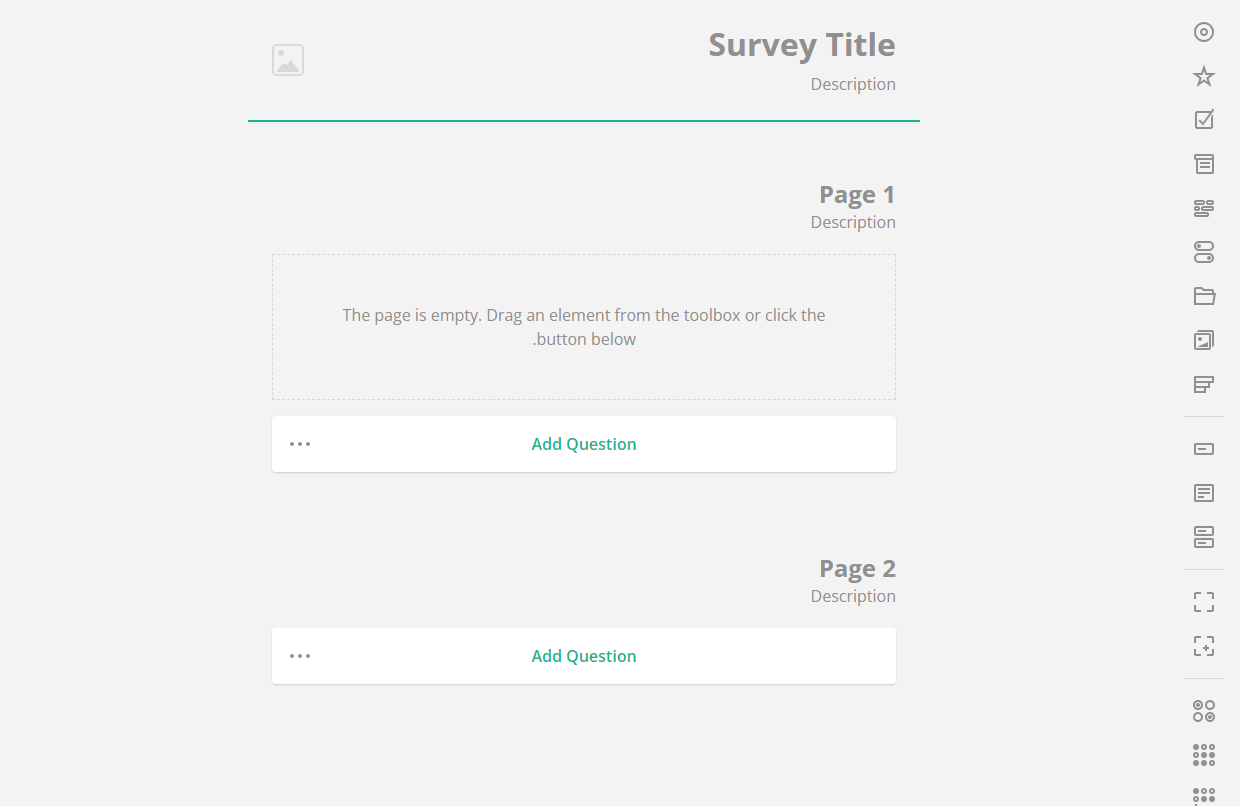 Survey Title
Description
Page 1
Description
The page is empty. Drag an element from the toolbox or click the
.button below
Add Question
Page 2
Description
Add Question